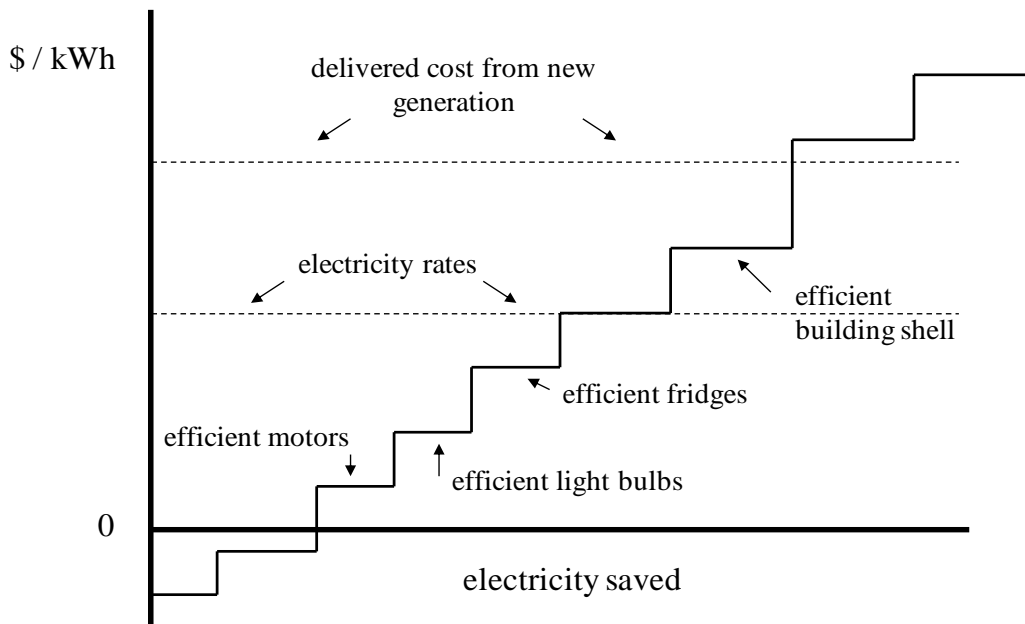 $ / kWh
delivered cost from new
generation
electricity rates
efficient
building shell
efficient fridges
efficient motors
efficient light bulbs
0
electricity saved